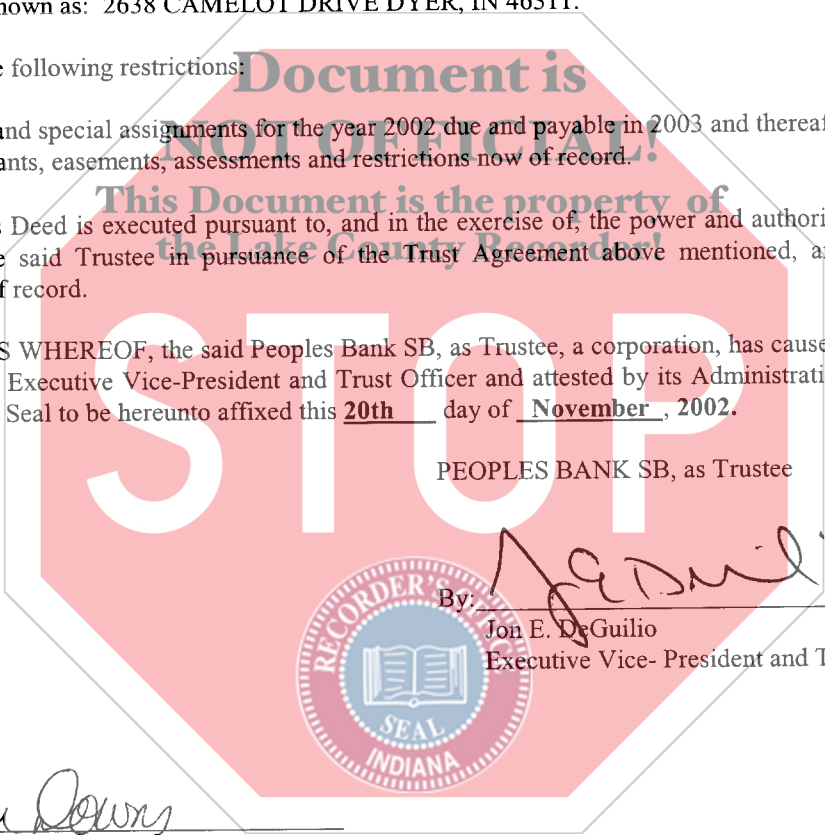 nown as: 2638 CAMELOT DRIVE DYER, IN 46311.
e following restrictions:
Document is
and special assignments for the year 2002 due and payable in 2003 and thereaf
NOT OFFICIAL!
ants, easements, assessments and restrictions now of record.
This Document is the property of
s Deed is executed pursuant to, and in the exercise of, the power and authori
the Lake County Recorder!
e said Trustee in pursuance of the Trust Agreement above mentioned, a
f record.
STOP
S WHEREOF, the said Peoples Bank SB, as Trustee, a corporation, has cause
Executive Vice-President and Trust Officer and attested by its Administrati
Seal to be hereunto affixed this 20th day of November , 2002.
PEOPLES BANK SB, as Trustee
By:
Jon E. DeGuilio
Executive Vice- President and T
RECORDER'S OFFICE
SEAL
INDIANA